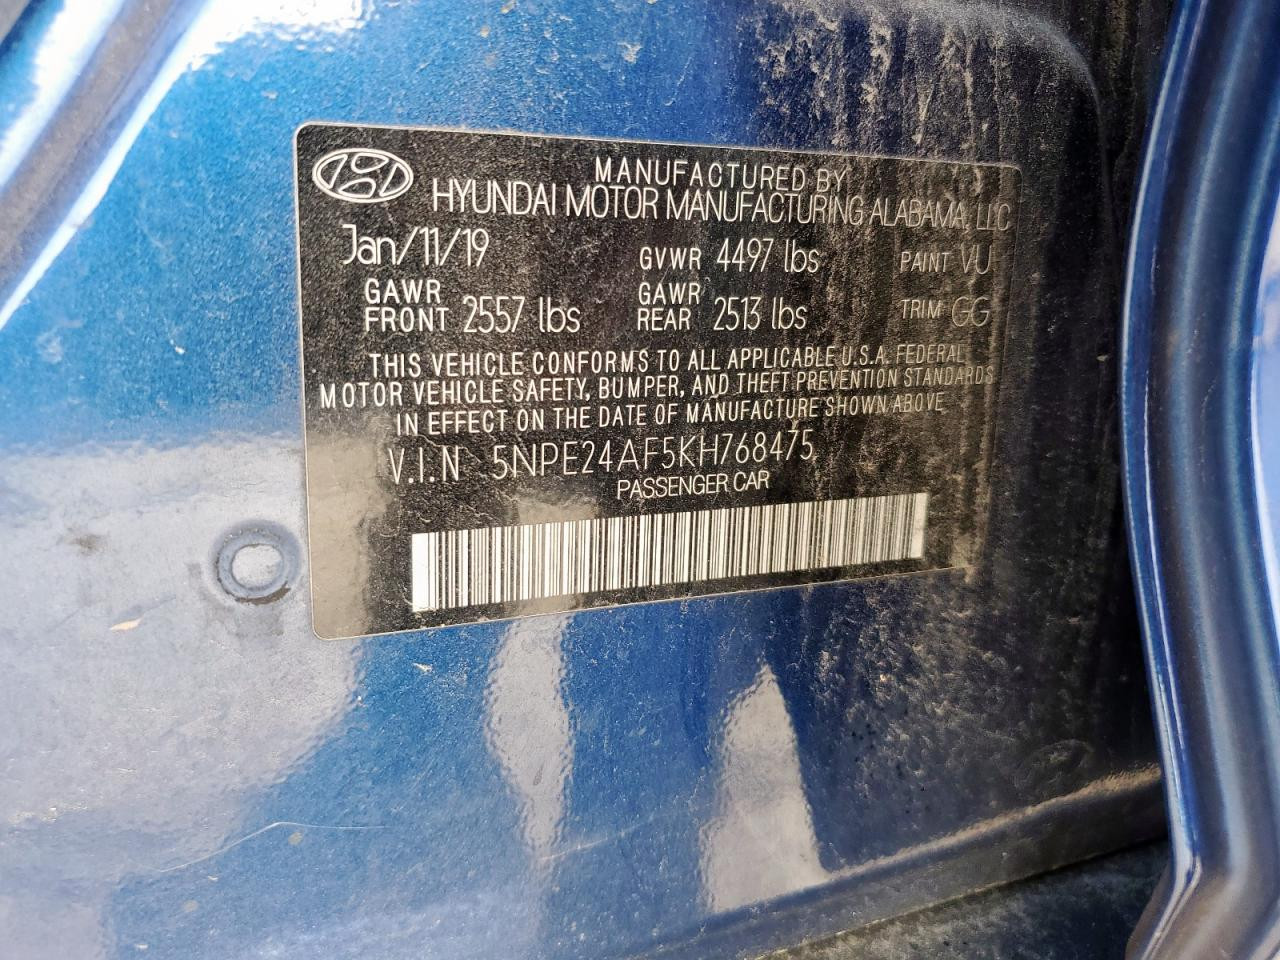 MANUFACTURED BY
HYUNDAI MOTOR MANUFACTURING ALABAMA, LLC
Jan/11/19 GVWR 4497 lbs PAINT VU
GAWR FRONT 2557 lbs GAWR REAR 2513 lbs TRIM GG
THIS VEHICLE CONFORMS TO ALL APPLICABLE U.S.A. FEDERAL
MOTOR VEHICLE SAFETY, BUMPER, AND THEFT PREVENTION STANDARDS
IN EFFECT ON THE DATE OF MANUFACTURE SHOWN ABOVE
V.I.N 5NPE24AF5KH768475
PASSENGER CAR